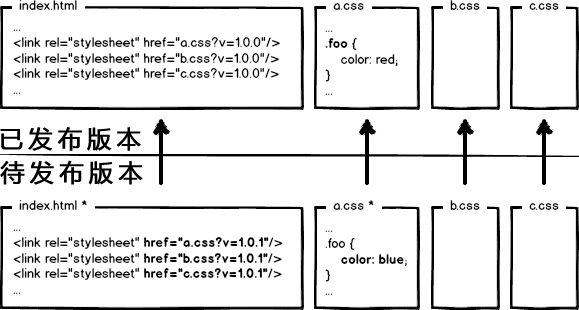 index.html
...
<link rel="stylesheet" href="a.css?v=1.0.0"/>
<link rel="stylesheet" href="b.css?v=1.0.0"/>
<link rel="stylesheet" href="c.css?v=1.0.0"/>
...
a.css
...
.foo {
color: red;
}
...
b.css
c.css
已发布版本
待发布版本
index.html *
...
<link rel="stylesheet" href="a.css?v=1.0.1"/>
<link rel="stylesheet" href="b.css?v=1.0.1"/>
<link rel="stylesheet" href="c.css?v=1.0.1"/>
...
a.css *
...
.foo {
color: blue;
}
...
b.css
c.css